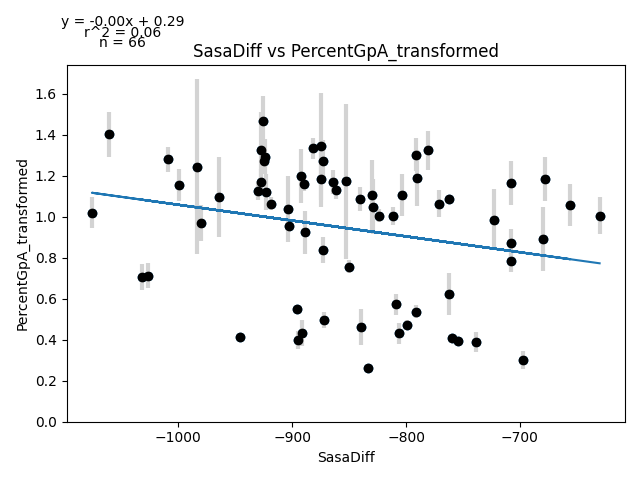 y = -0.00x + 0.29
r^2 = 0.06
n = 66
SasaDiff vs PercentGpA_transformed
1.6
1.4
1.2
1.0
0.8
0.6
0.4
0.2
0.0
PercentGpA_transformed
−1000
−900
−800
−700
SasaDiff